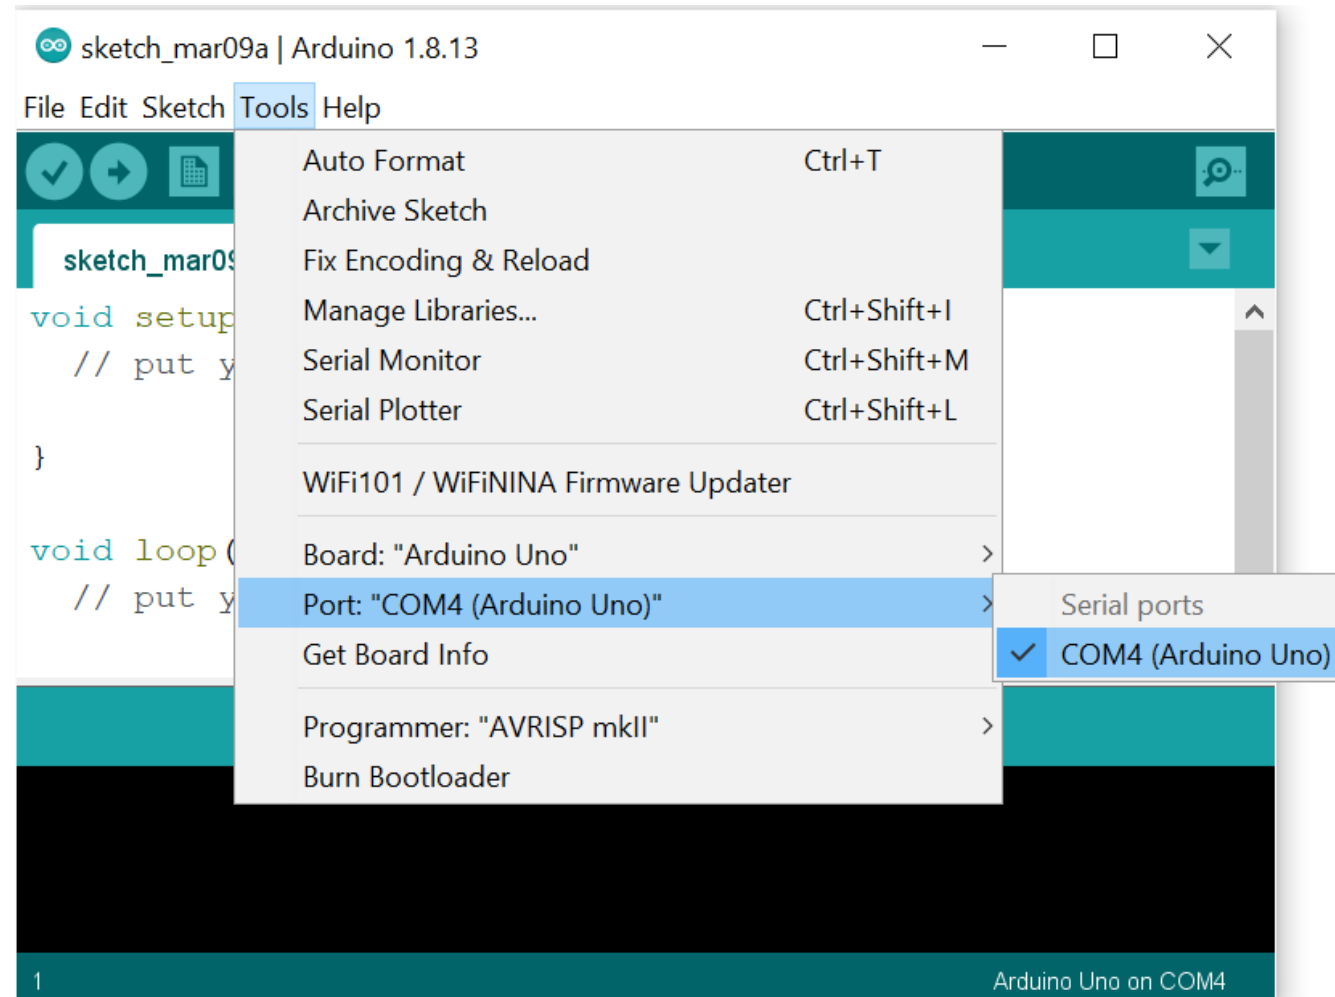 sketch_mar09a | Arduino 1.8.13
File Edit Sketch Tools Help
Auto Format Ctrl+T
Archive Sketch
sketch_mar09
Fix Encoding & Reload
void setup
Manage Libraries... Ctrl+Shift+I
// put y
Serial Monitor Ctrl+Shift+M
Serial Plotter Ctrl+Shift+L
}
WiFi101 / WiFiNINA Firmware Updater
void loop(
Board: "Arduino Uno"
// put y
Port: "COM4 (Arduino Uno)"
Serial ports
Get Board Info
COM4 (Arduino Uno)
Programmer: "AVRISP mkII"
Burn Bootloader
1
Arduino Uno on COM4